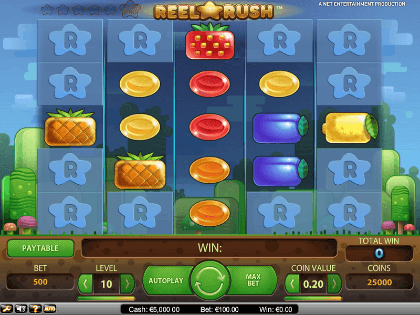 REEL RUSH™
A NET ENTERTAINMENT PRODUCTION
R R R R
R R
R R
R R R R
PAYTABLE
WIN:
TOTAL WIN
0
BET
500
LEVEL
10
AUTOPLAY
MAX BET
COIN VALUE
0.20
COINS
25000
Cash: €5,000.00 Bet: €100.00 Win: €0.00